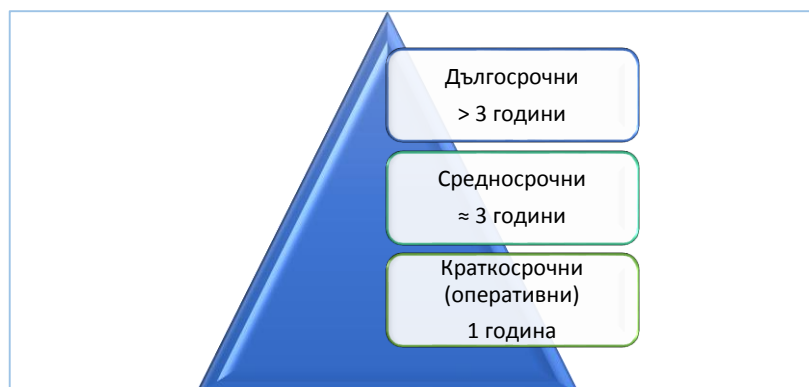 Дългосрочни
> 3 години
Средносрочни
≈ 3 години
Краткосрочни
(оперативни)
1 година